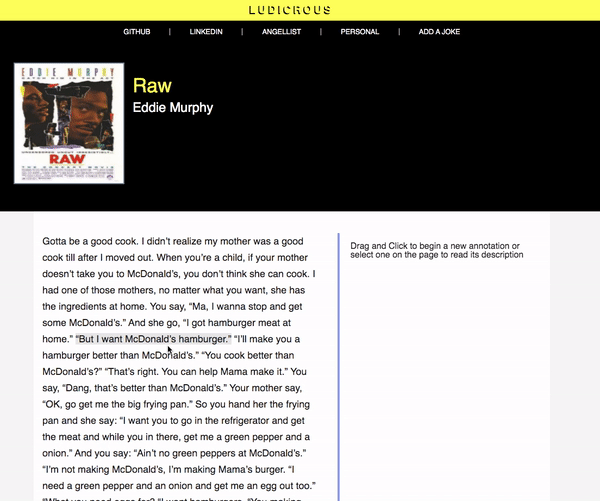 LUDICROUS
GITHUB | LINKEDIN | ANGELLIST | PERSONAL | ADD A JOKE
EDDIE MURPHY
RAW
Raw
Eddie Murphy
Gotta be a good cook. I didn't realize my mother was a good
cook till after I moved out. When you're a child, if your mother
doesn't take you to McDonald's, you don't think she can cook. I
had one of those mothers, no matter what you want, she has
the ingredients at home. You say, “Ma, I wanna stop and get
some McDonald's.” And she go, “I got hamburger meat at
home.” “But I want McDonald's hamburger.” “I'll make you a
hamburger better than McDonald's.” “You cook better than
McDonald's?” “That's right. You can help Mama make it.” You
say, “Dang, that's better than McDonald's.” Your mother say,
“OK, go get me the big frying pan.” So you hand her the frying
pan and she say: “I want you to go in the refrigerator and get
the meat and while you in there, get me a green pepper and a
onion.” And you say: “Ain't no green peppers at McDonald's.”
“I'm not making McDonald's, I'm making Mama's burger. “I
need a green pepper and an onion and get me an egg out too.”
“What you need eggs for? “I want hamburgers. “You making
Drag and Click to begin a new annotation or
select one on the page to read its description